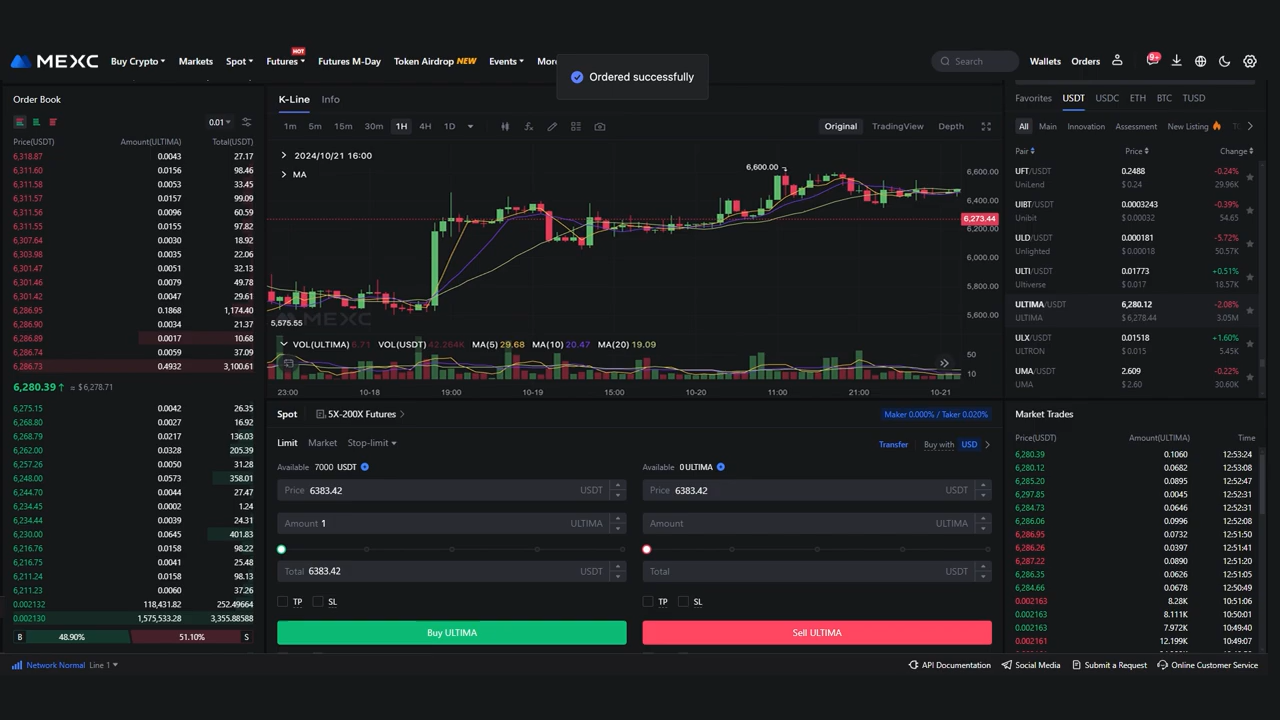 MEXC Buy Crypto Markets Spot Futures HOT Futures M-Day Token Airdrop NEW Events More Search Wallets Orders 9+
Ordered successfully
Order Book
0.01
Price(USDT) Amount(ULTIMA) Total(USDT)
6,318.87 0.0043 27.17
6,311.60 0.0156 98.46
6,311.58 0.0053 33.45
6,311.57 0.0157 99.09
6,311.56 0.0096 60.59
6,311.55 0.0155 97.82
6,307.64 0.0030 18.92
6,303.98 0.0035 22.06
6,301.47 0.0051 32.13
6,301.46 0.0079 49.78
6,301.42 0.0047 29.61
6,286.95 0.1868 1,174.40
6,286.90 0.0034 21.37
6,286.89 0.0017 10.68
6,286.74 0.0059 37.09
6,286.73 0.4932 3,100.61
6,280.39 ↑ ≈ $6,278.71
6,275.15 0.0042 26.35
6,268.80 0.0027 16.92
6,268.79 0.0217 136.03
6,262.00 0.0328 205.39
6,257.26 0.0050 31.28
6,248.00 0.0573 358.01
6,244.70 0.0044 27.47
6,234.45 0.0002 1.24
6,234.44 0.0039 24.31
6,230.00 0.0645 401.83
6,216.76 0.0158 98.22
6,216.75 0.0041 25.48
6,211.24 0.0158 98.13
6,211.23 0.0060 37.26
0.002132 118,431.82 252.49664
0.002130 1,575,533.28 3,355.88588
B 48.90% 51.10% S
K-Line Info
1m 5m 15m 30m 1H 4H 1D Original TradingView Depth
2024/10/21 16:00
MA
6,600.00
5,575.55
MEXC
6,600.00
6,400.00
6,273.44
6,200.00
6,000.00
5,800.00
5,600.00
VOL(ULTIMA) 6.71 VOL(USDT) 42.264K MA(5) 29.68 MA(10) 20.47 MA(20) 19.09
50
10
23:00 10-18 19:00 10-19 15:00 10-20 11:00 21:00 10-21
Spot 5X-200X Futures Maker 0.000% / Taker 0.020%
Limit Market Stop-limit Transfer Buy with USD
Available 7000 USDT
Price 6383.42 USDT
Amount 1 ULTIMA
Total 6383.42 USDT
TP SL
Buy ULTIMA
Available 0 ULTIMA
Price 6383.42 USDT
Amount ULTIMA
Total USDT
TP SL
Sell ULTIMA
Favorites USDT USDC ETH BTC TUSD
All Main Innovation Assessment New Listing
Pair Price Change
UFT/USDT 0.2488 -0.24%
UniLend $ 0.24 29.96K
UIBT/USDT 0.0003243 -0.39%
Unibit $ 0.00032 54.65
ULD/USDT 0.000181 -5.72%
Unlighted $ 0.00018 50.57K
ULTI/USDT 0.01773 +0.51%
Ultiverse $ 0.017 18.57K
ULTIMA/USDT 6,280.12 -2.08%
ULTIMA $ 6,278.44 3.05M
ULX/USDT 0.01518 +1.60%
ULTRON $ 0.015 5.45K
UMA/USDT 2.609 -0.22%
UMA $ 2.60 30.60K
Market Trades
Price(USDT) Amount(ULTIMA) Time
6,280.39 0.1060 12:53:24
6,280.12 0.0682 12:53:08
6,285.20 0.0895 12:52:47
6,297.85 0.0045 12:52:31
6,284.73 0.0646 12:52:31
6,286.06 0.0996 12:52:08
6,286.95 0.0732 12:51:50
6,286.26 0.0397 12:51:41
6,287.22 0.0890 12:51:20
6,286.35 0.0626 12:51:05
6,284.66 0.0678 12:50:53
0.002163 8.28K 10:51:06
0.002163 8.111K 10:50:01
0.002163 7.972K 10:49:40
0.002161 12.199K 10:49:07
Network Normal Line 1 API Documentation Social Media Submit a Request Online Customer Service